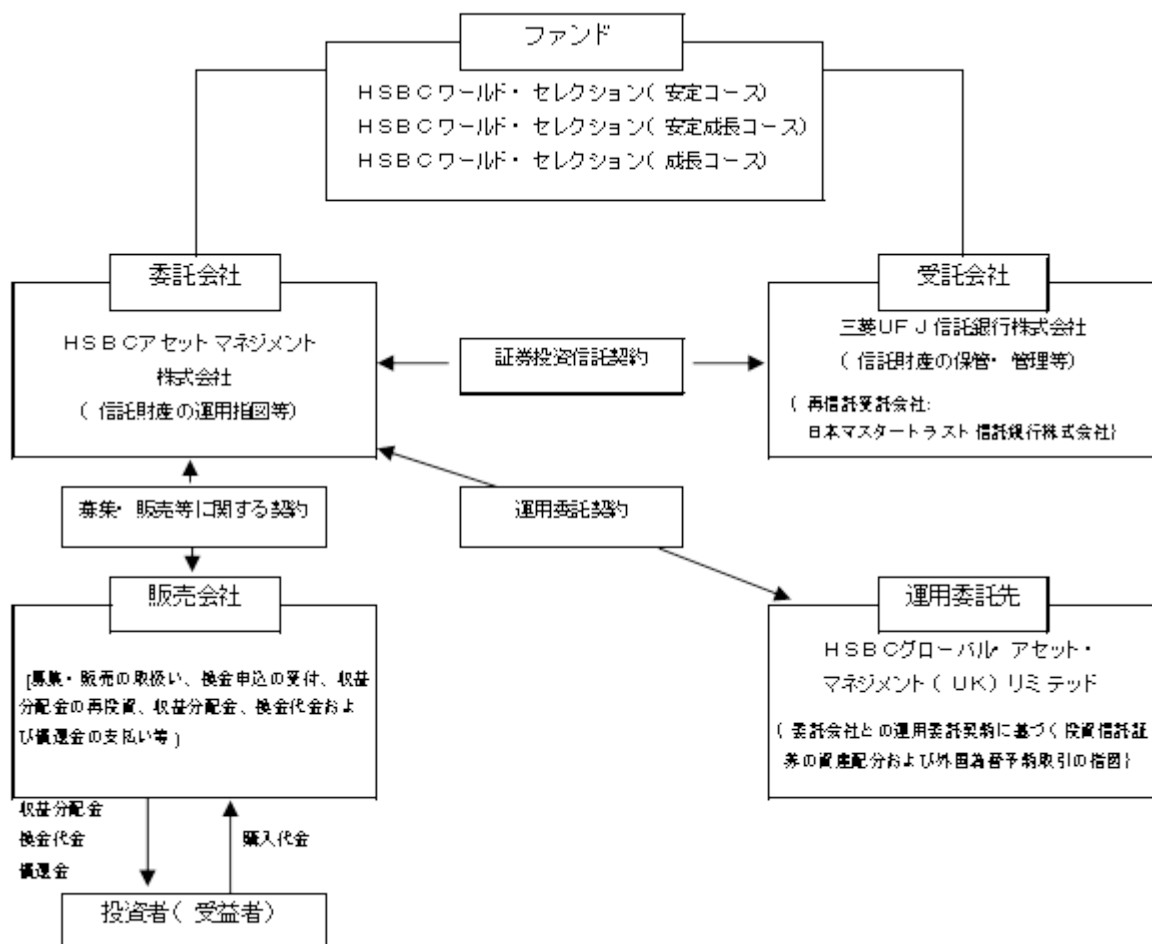 ファンド
HSBCワールド・セレクション(安定コース)
HSBCワールド・セレクション(安定成長コース)
HSBCワールド・セレクション(成長コース)
委託会社
HSBCアセットマネジメント
株式会社
(信託財産の運用指図等)
証券投資信託契約
受託会社
三菱UFJ信託銀行株式会社
(信託財産の保管・管理等)
(再信託受託会社:
日本マスタートラスト信託銀行株式会社)
募集・販売等に関する契約
運用委託契約
販売会社
[募集・販売の取扱い、換金申込の受付、収益
分配金の再投資、収益分配金、換金代金およ
び償還金の支払い等)
運用委託先
HSBCグローバル・アセット・
マネジメント(UK)リミテッド
(委託会社との運用委託契約に基づく投資信託証
券の資産配分および外国為替予約取引の指図)
収益分配金
換金代金
償還金
購入代金
投資者(受益者)